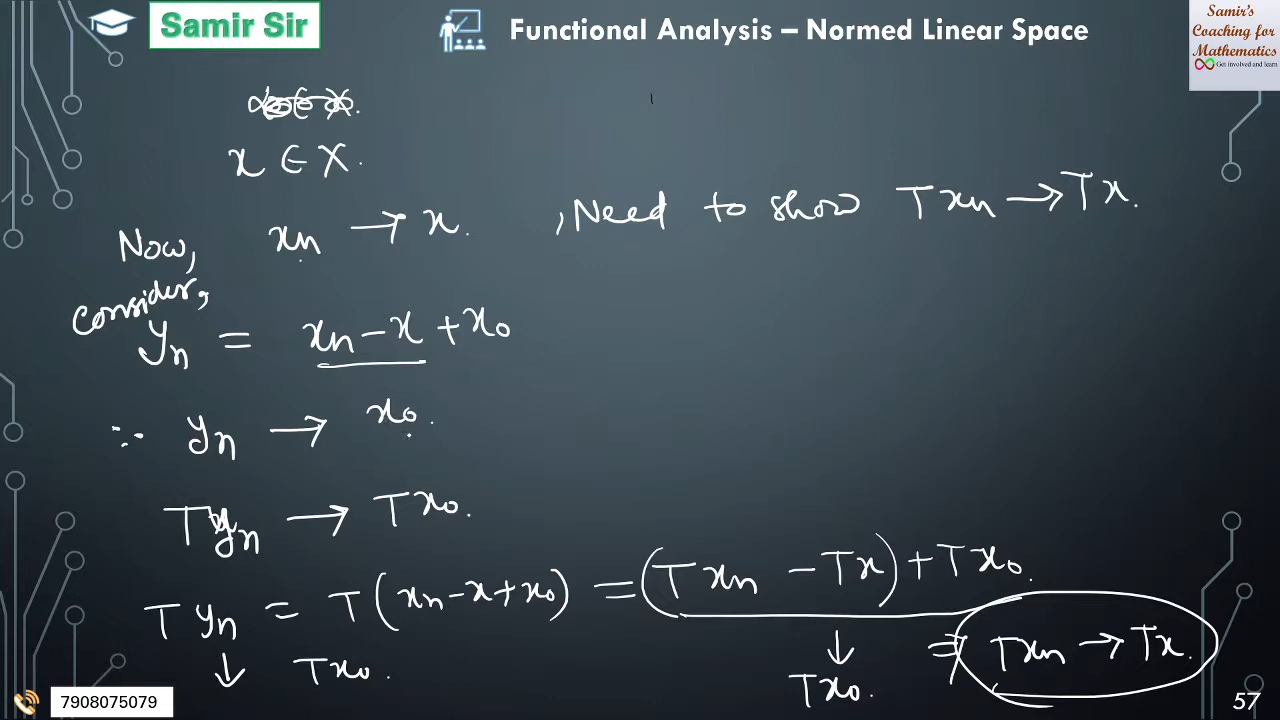 Samir Sir
Functional Analysis – Normed Linear Space
Samir's
Coaching for
Mathematics
Get involved and learn
x ∈ X.
Now, xn → x. , Need to show Txn → Tx.
Consider,
yn = xn − x + x₀
∴ yn → x₀.
Tyn → Tx₀.
T yn = T(xn − x + x₀) = (Txn − Tx) + Tx₀.
↓ Tx₀. ↓ Tx₀. ⇒ Txn → Tx.
7908075079
57